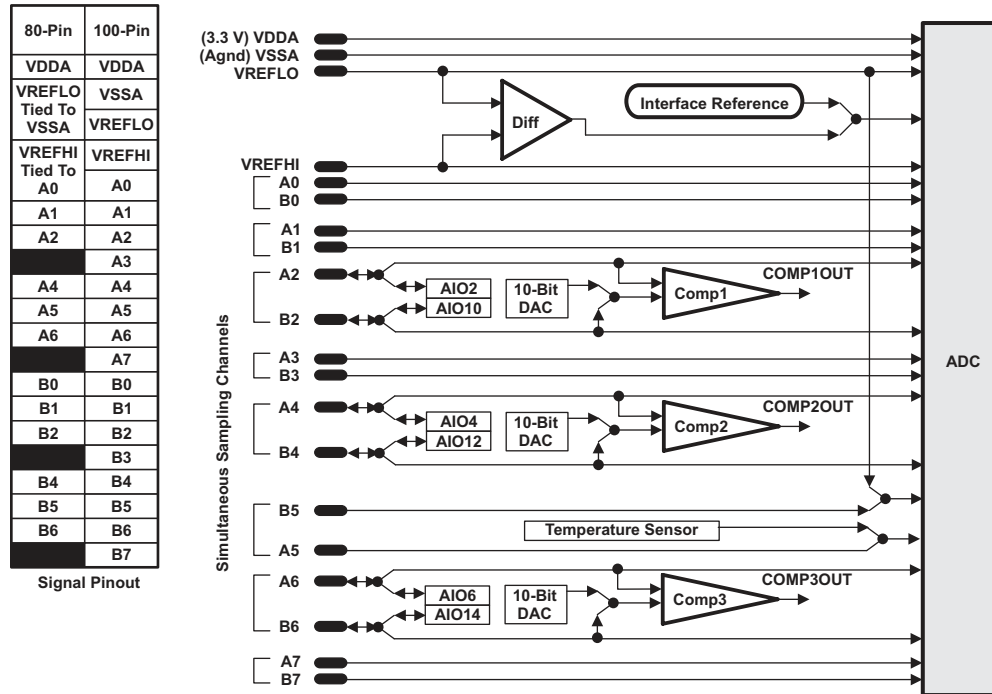 80-Pin 100-Pin
VDDA VDDA
VREFLO
Tied To
VSSA
VSSA
VREFLO
VREFHI
Tied To
A0
VREFHI
A0
A1 A1
A2 A2
A3
A4 A4
A5 A5
A6 A6
A7
B0 B0
B1 B1
B2 B2
B3
B4 B4
B5 B5
B6 B6
B7
Signal Pinout
(3.3 V) VDDA
(Agnd) VSSA
VREFLO
Interface Reference
Diff
VREFHI
A0
B0
A1
B1
A2
AIO2
AIO10
10-Bit
DAC
Comp1
COMP1OUT
B2
Simultaneous Sampling Channels
A3
B3
ADC
A4
AIO4
AIO12
10-Bit
DAC
Comp2
COMP2OUT
B4
B5
Temperature Sensor
A5
A6
AIO6
AIO14
10-Bit
DAC
Comp3
COMP3OUT
B6
A7
B7